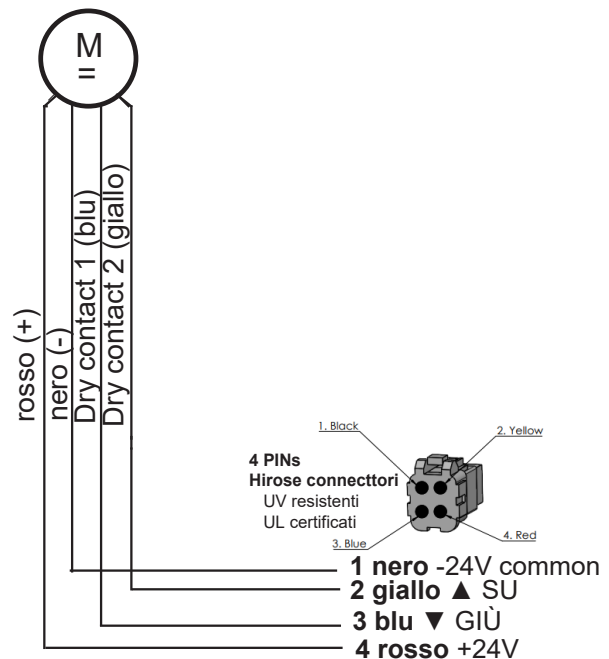 M
=
rosso (+)
nero (-)
Dry contact 1 (blu)
Dry contact 2 (giallo)
1. Black
2. Yellow
4 PINs
Hirose connecttori
UV resistenti
UL certificati
3. Blue
4. Red
1 nero -24V common
2 giallo ▲ SU
3 blu ▼ GIÙ
4 rosso +24V